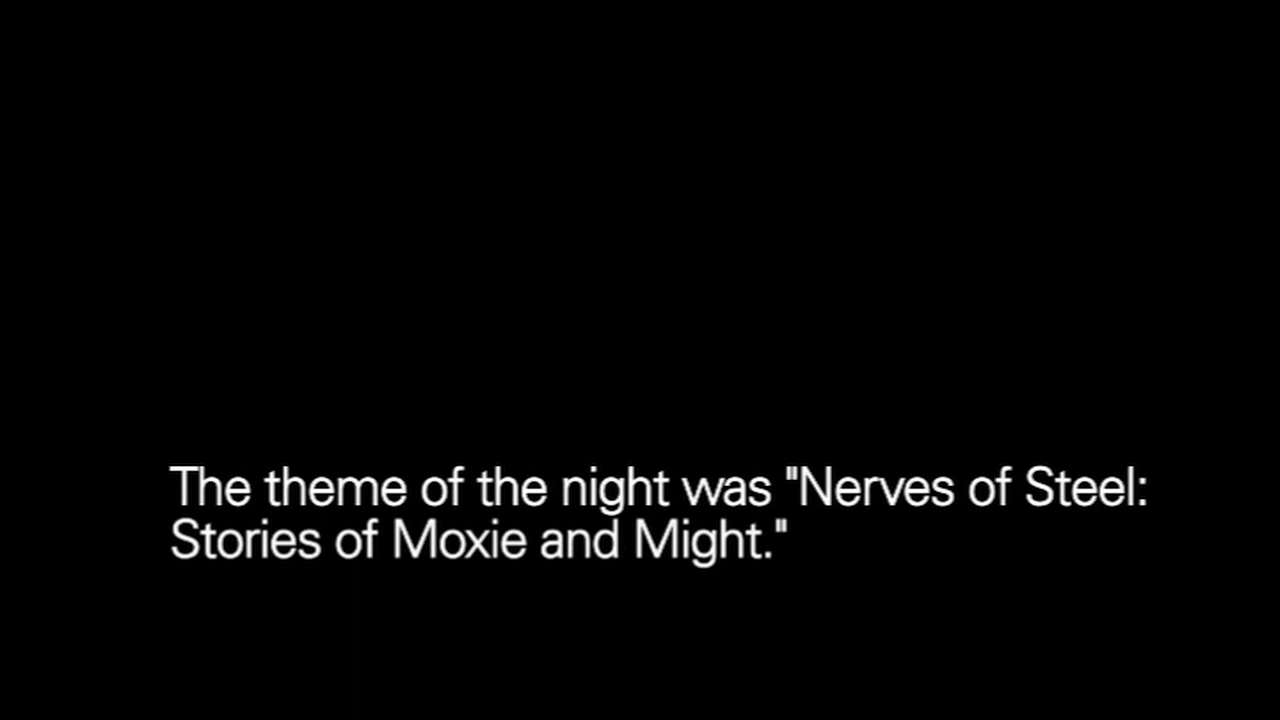 The theme of the night was "Nerves of Steel:
Stories of Moxie and Might."